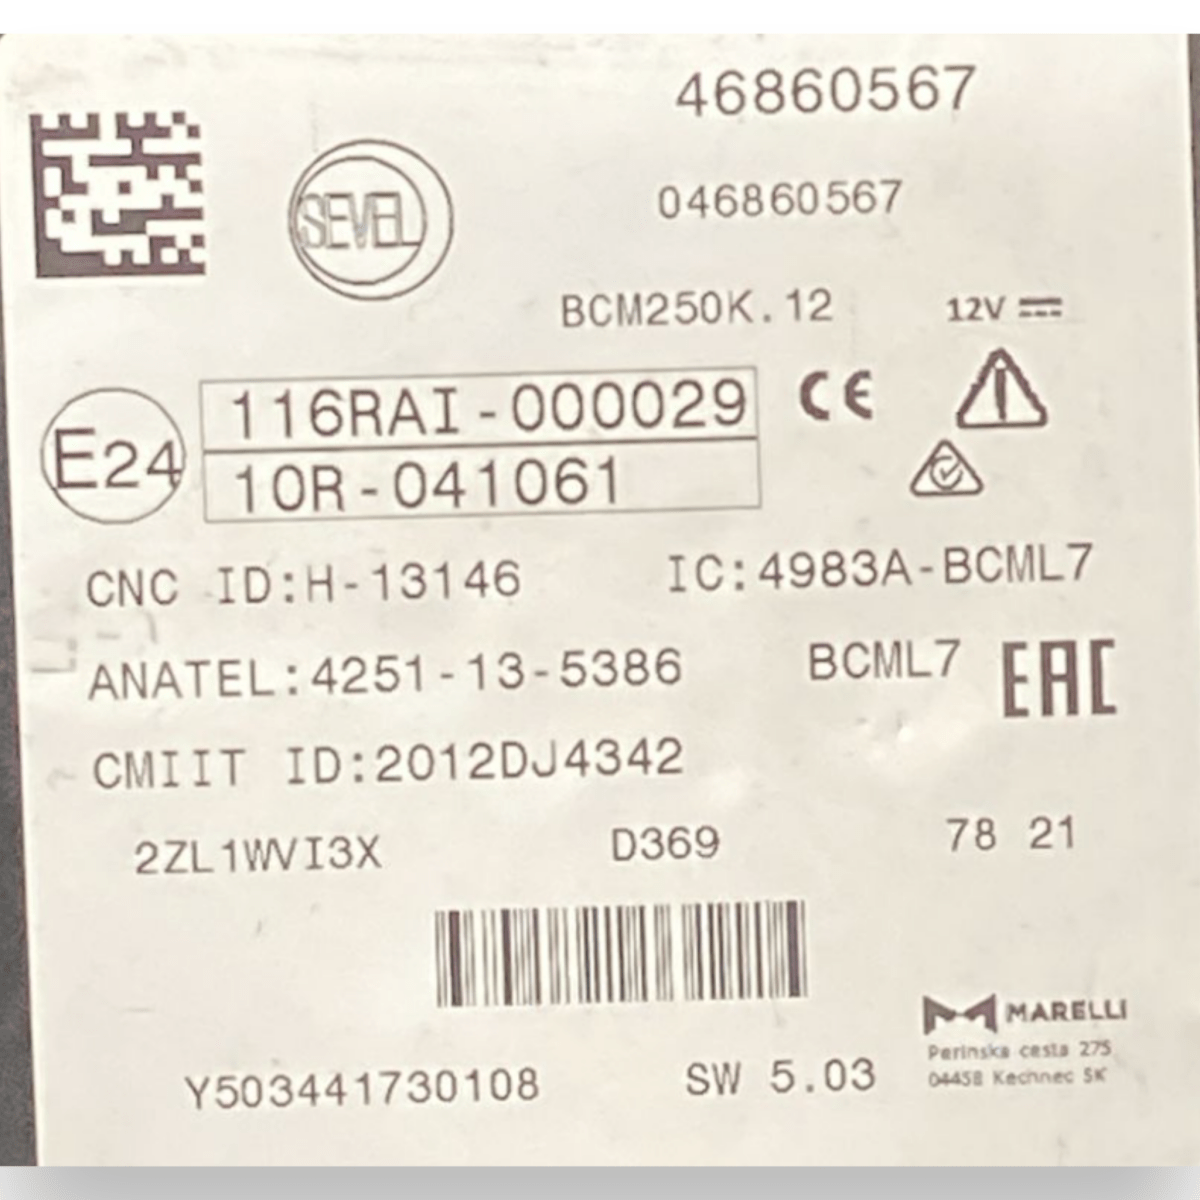 46860567
SEVEL
046860567
BCM250K.12
12V
E24
116RAI-000029
10R-041061
CE
CNC ID:H-13146
IC:4983A-BCML7
ANATEL:4251-13-5386
BCML7
EAC
CMIIT ID:2012DJ4342
2ZL1WVI3X
D369
78 21
MARELLI
Perinska cesta 275
04458 Kechnec SK
Y503441730108
SW 5.03